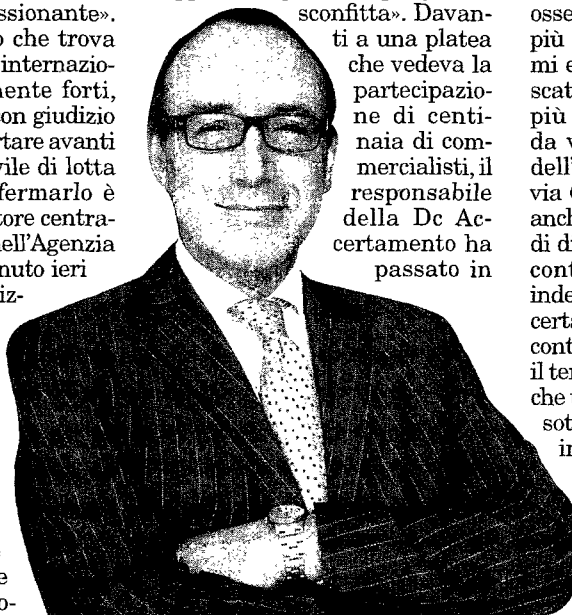 ssionante».
o che trova
internazio-
nente forti,
on giudizio
rtare avanti
vile di lotta
fermarlo è
tore centra-
ell'Agenzia
nuto ieri
iz-
e
o-
sconfitta». Davan-
ti a una platea
che vedeva la
partecipazio-
ne di centi-
naia di com-
mercialisti, il
responsabile
della Dc Ac-
certamento ha
passato in
osse
più
mi e
scat
più
da v
dell'
via
anch
di di
cont
inde
certa
cont
il ter
che
sot
in